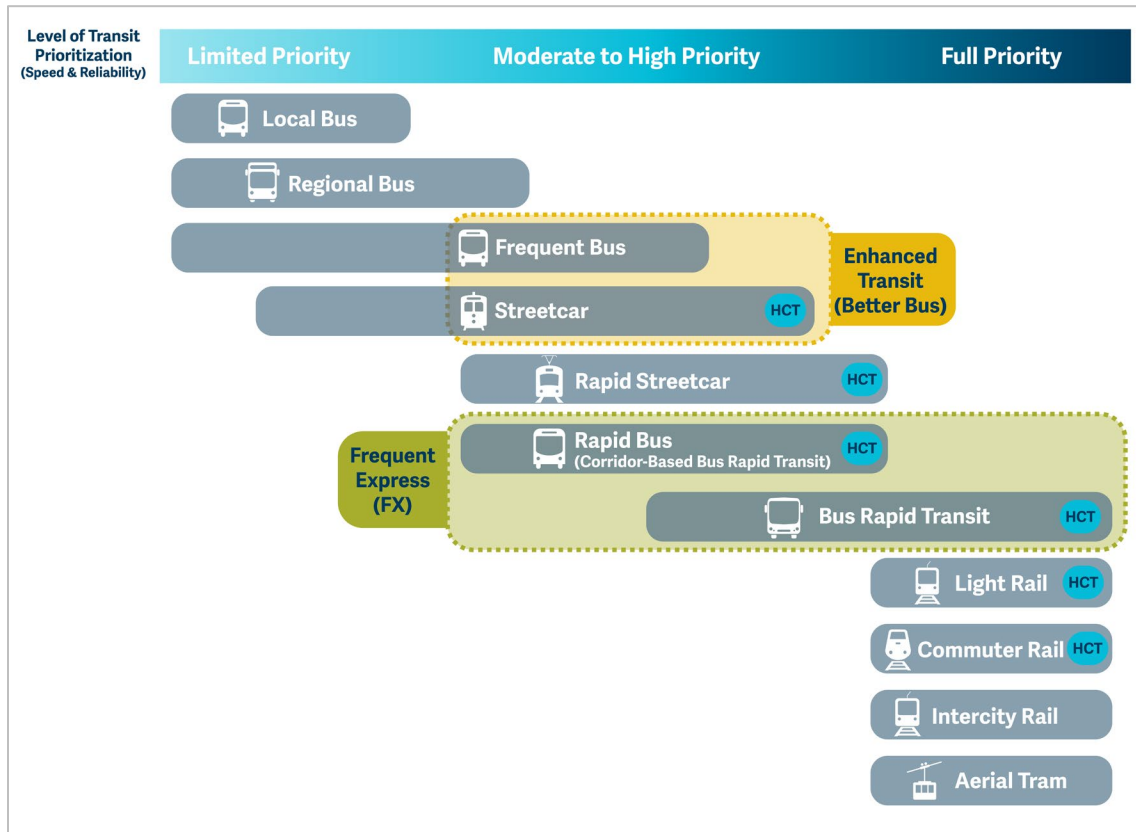 Level of Transit
Prioritization
(Speed & Reliability)
Limited Priority
Moderate to High Priority
Full Priority
Local Bus
Regional Bus
Frequent Bus
Enhanced
Transit
(Better Bus)
Streetcar
HCT
Rapid Streetcar
HCT
Frequent
Express
(FX)
Rapid Bus
(Corridor-Based Bus Rapid Transit)
HCT
Bus Rapid Transit
HCT
Light Rail
HCT
Commuter Rail
HCT
Intercity Rail
Aerial Tram